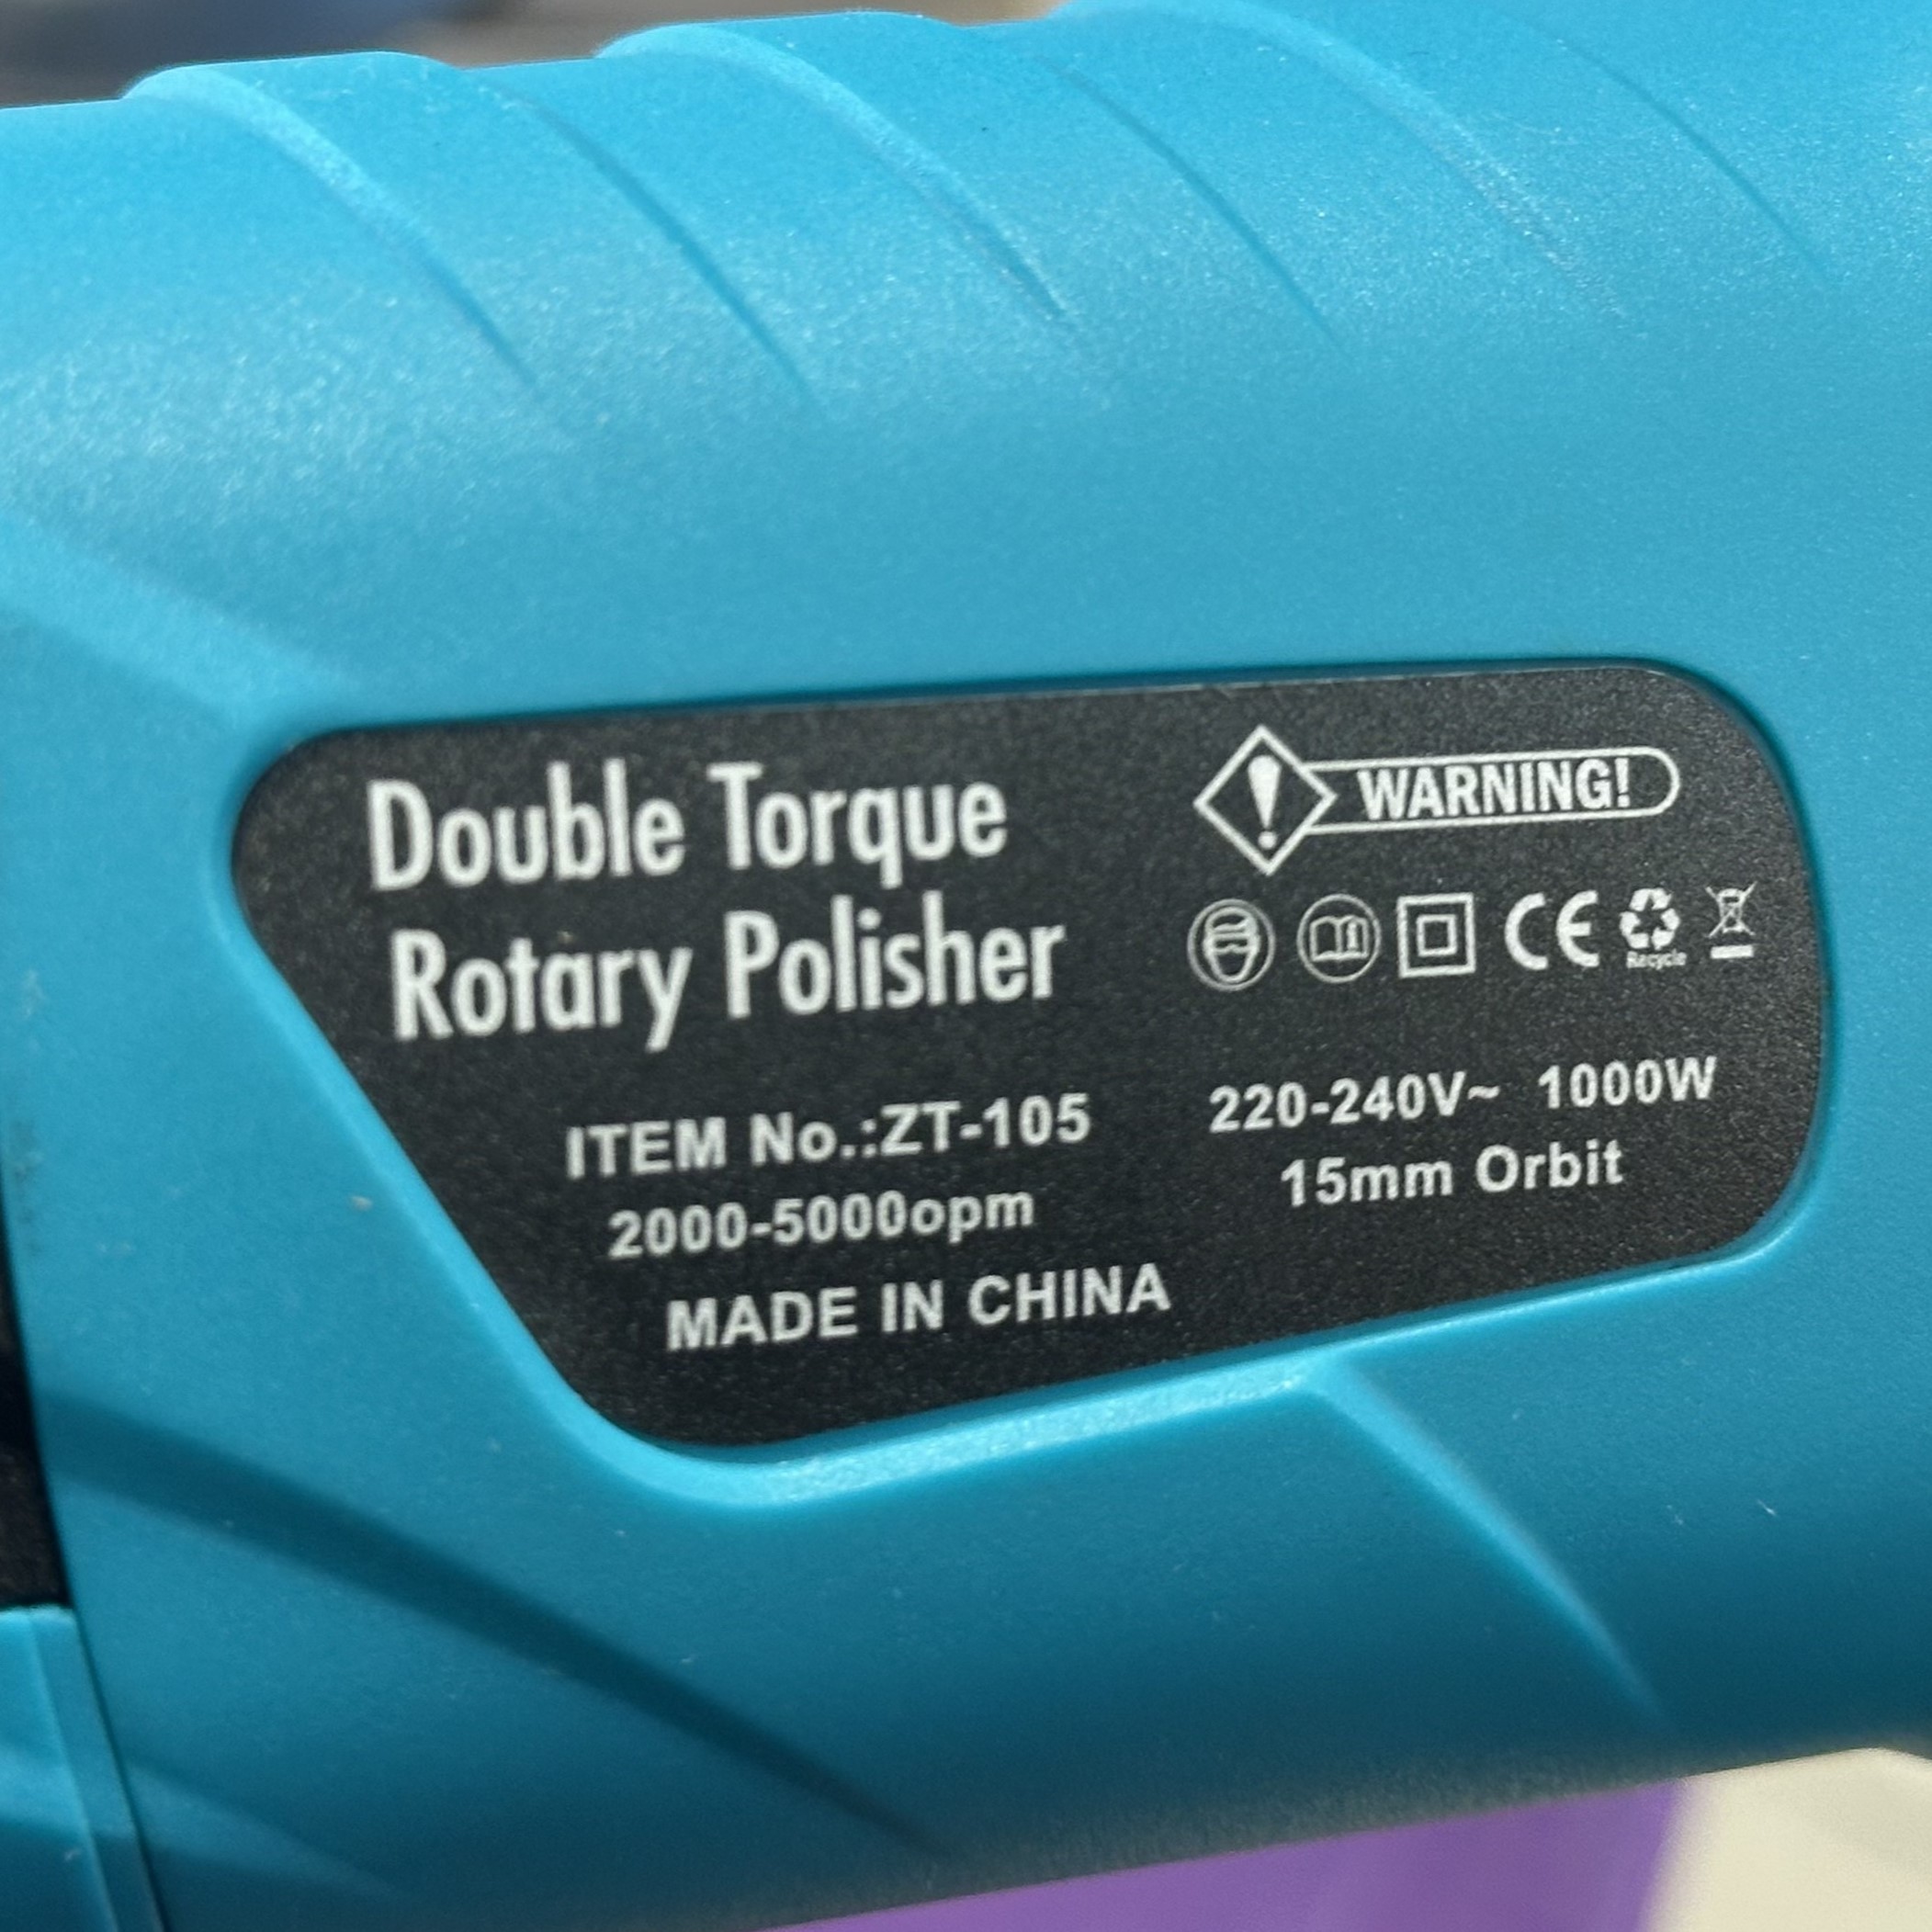 Double Torque
Rotary Polisher
ITEM No.:ZT-105
2000-5000opm
MADE IN CHINA
WARNING!
CE
Recycle
220-240V~ 1000W
15mm Orbit